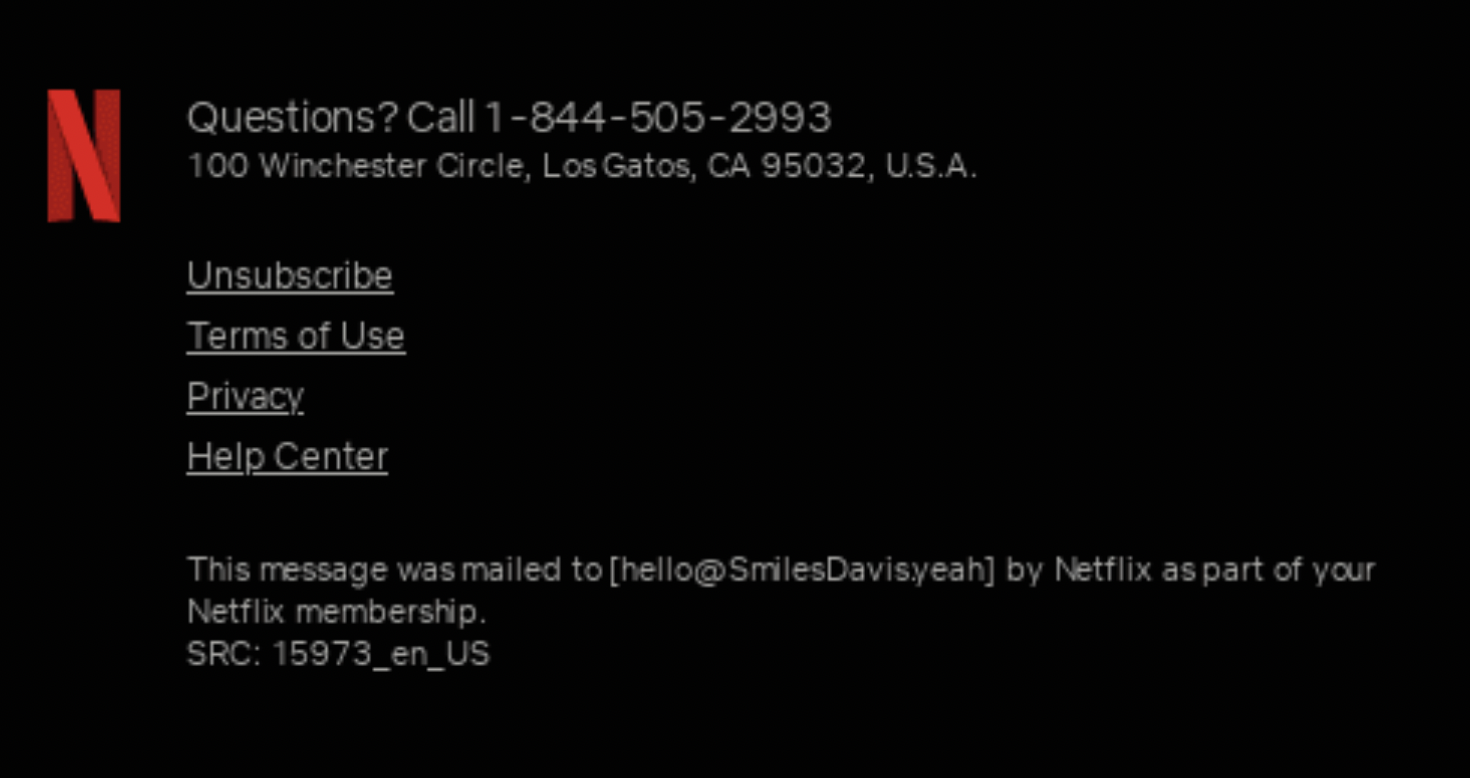 N
Questions? Call 1-844-505-2993
100 Winchester Circle, Los Gatos, CA 95032, U.S.A.
Unsubscribe
Terms of Use
Privacy
Help Center
This message was mailed to [hello@SmilesDavis.yeah] by Netflix as part of your
Netflix membership.
SRC: 15973_en_US